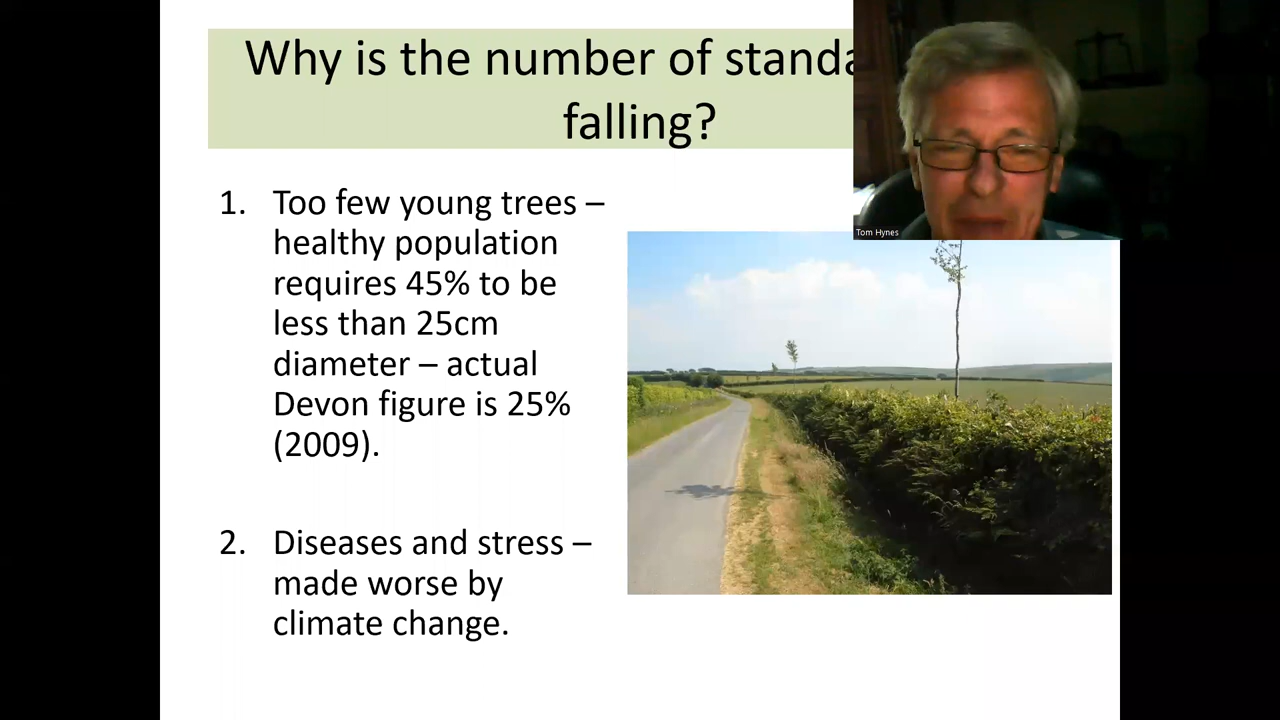 Why is the number of standa
falling?
Tom Hynes
1. Too few young trees –
healthy population
requires 45% to be
less than 25cm
diameter – actual
Devon figure is 25%
(2009).
2. Diseases and stress –
made worse by
climate change.